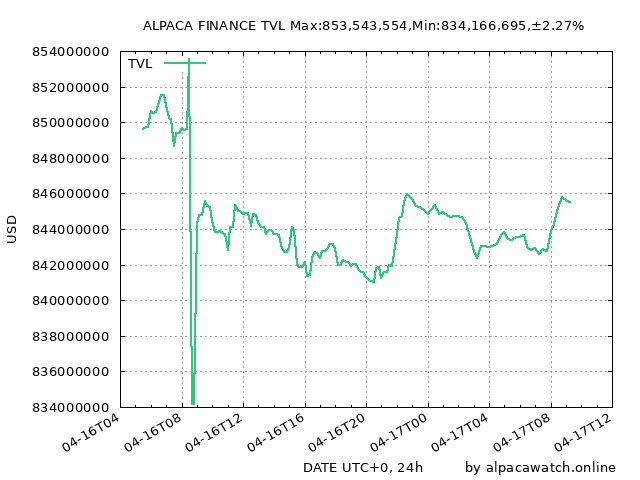 ALPACA FINANCE TVL Max:853,543,554,Min:834,166,695,±2.27%
854000000
TVL
852000000
850000000
848000000
846000000
844000000
842000000
840000000
838000000
836000000
834000000
USD
04-16T04 04-16T08 04-16T12 04-16T16 04-16T20 04-17T00 04-17T04 04-17T08 04-17T12
DATE UTC+0, 24h by alpacawatch.online